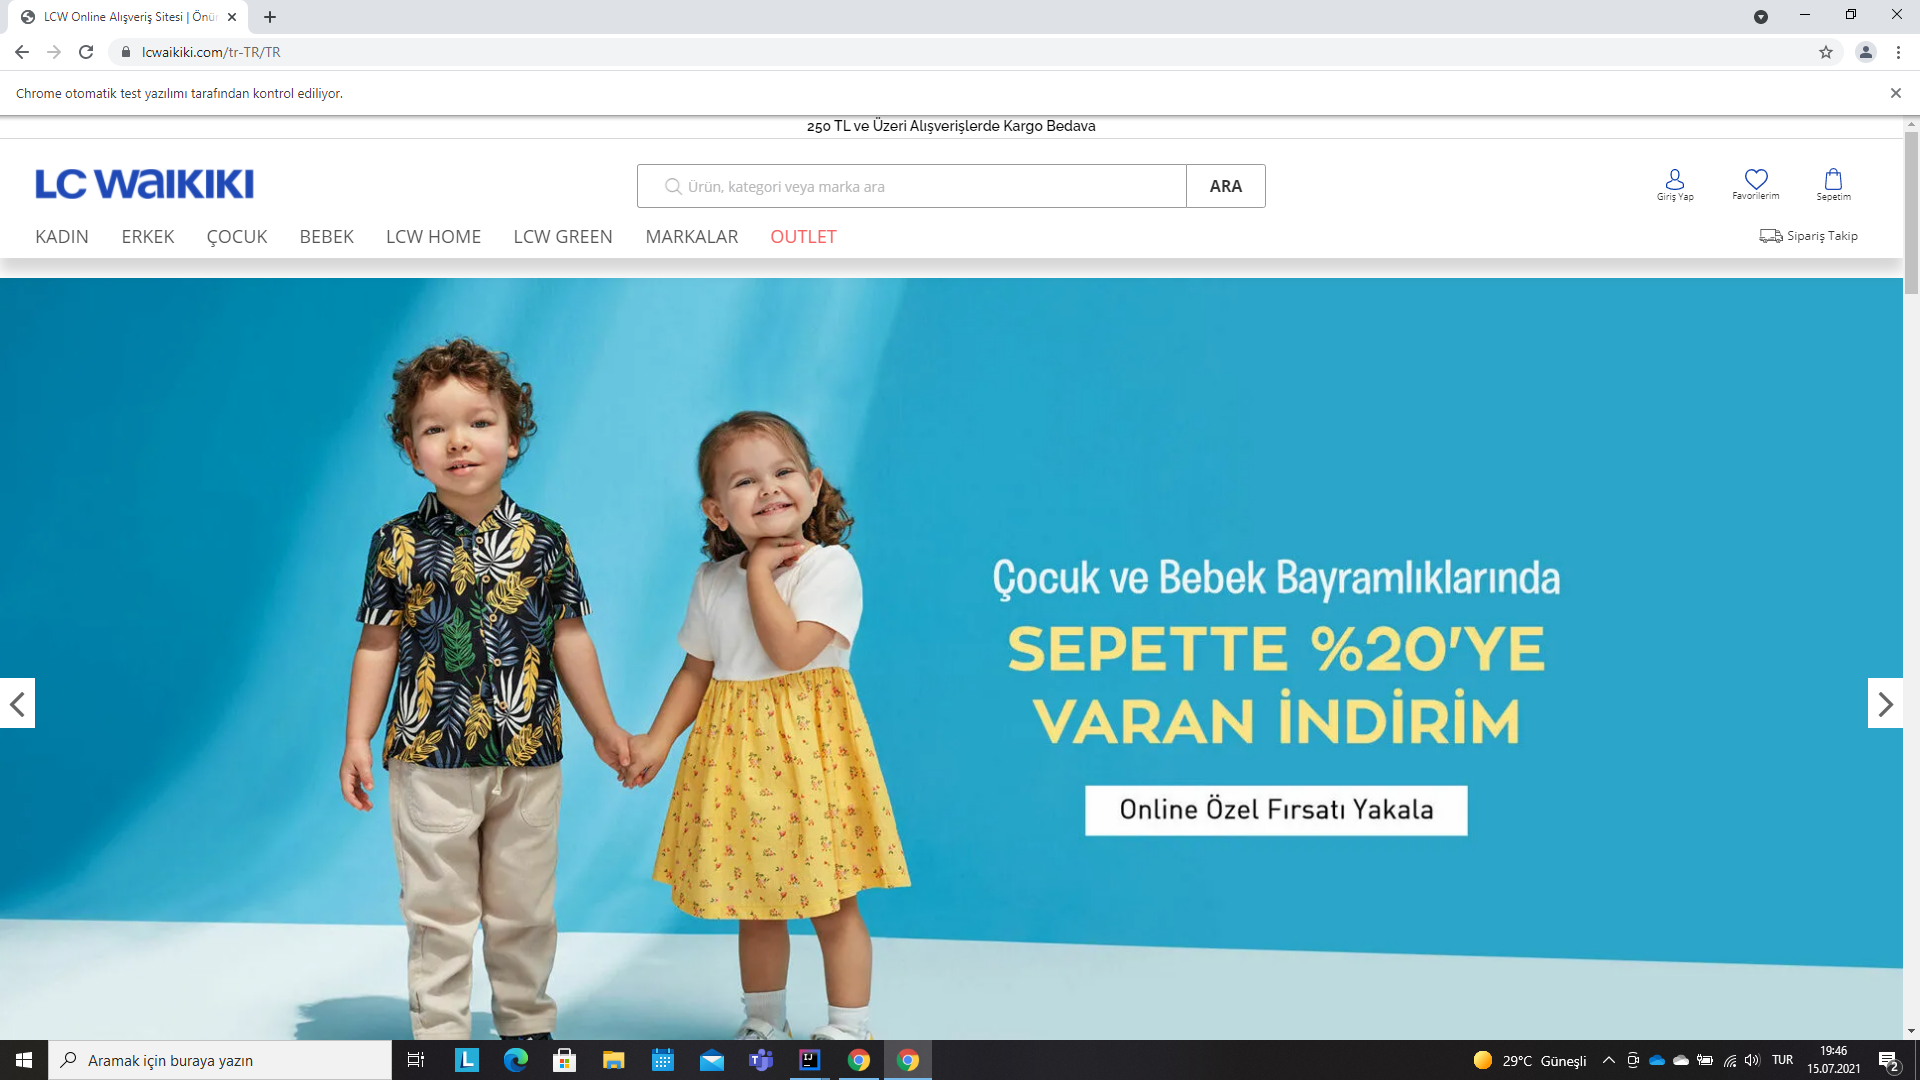 LCW Online Alışveriş Sitesi | Önür
lcwaikiki.com/tr-TR/TR
Chrome otomatik test yazılımı tarafından kontrol ediliyor.
250 TL ve Üzeri Alışverişlerde Kargo Bedava
LC WAIKIKI
Ürün, kategori veya marka ara
ARA
Giriş Yap
Favorilerim
Sepetim
KADIN ERKEK ÇOCUK BEBEK LCW HOME LCW GREEN MARKALAR OUTLET
Sipariş Takip
Çocuk ve Bebek Bayramlıklarında
SEPETTE %20'YE
VARAN İNDİRİM
Online Özel Fırsatı Yakala
Aramak için buraya yazın
L
IJ
29°C Güneşli
TUR
19:46
15.07.2021
2